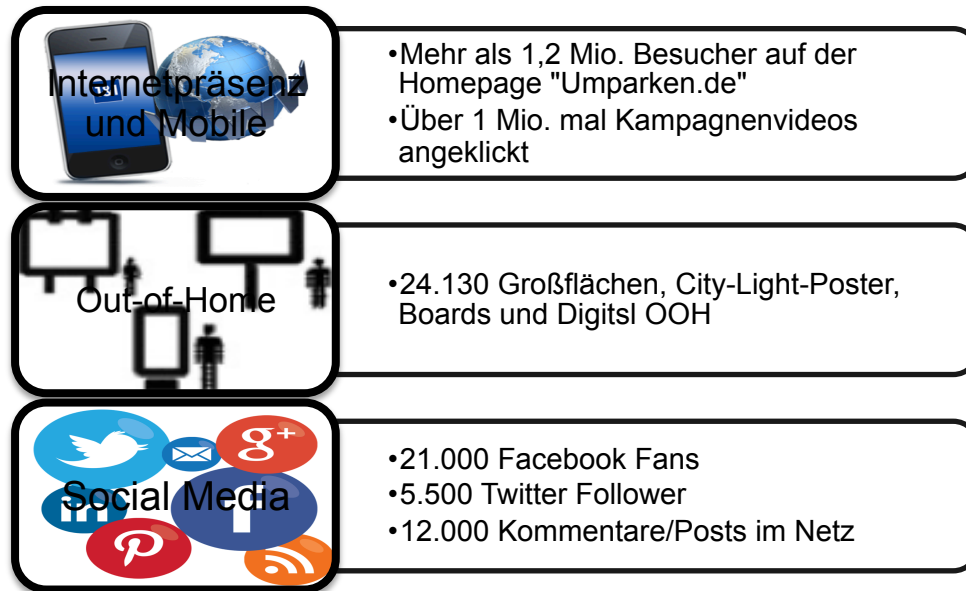 Internetpräsenz
und Mobile
•Mehr als 1,2 Mio. Besucher auf der
Homepage "Umparken.de"
•Über 1 Mio. mal Kampagnenvideos
angeklickt
Out-of-Home
•24.130 Großflächen, City-Light-Poster,
Boards und Digitsl OOH
Social Media
•21.000 Facebook Fans
•5.500 Twitter Follower
•12.000 Kommentare/Posts im Netz